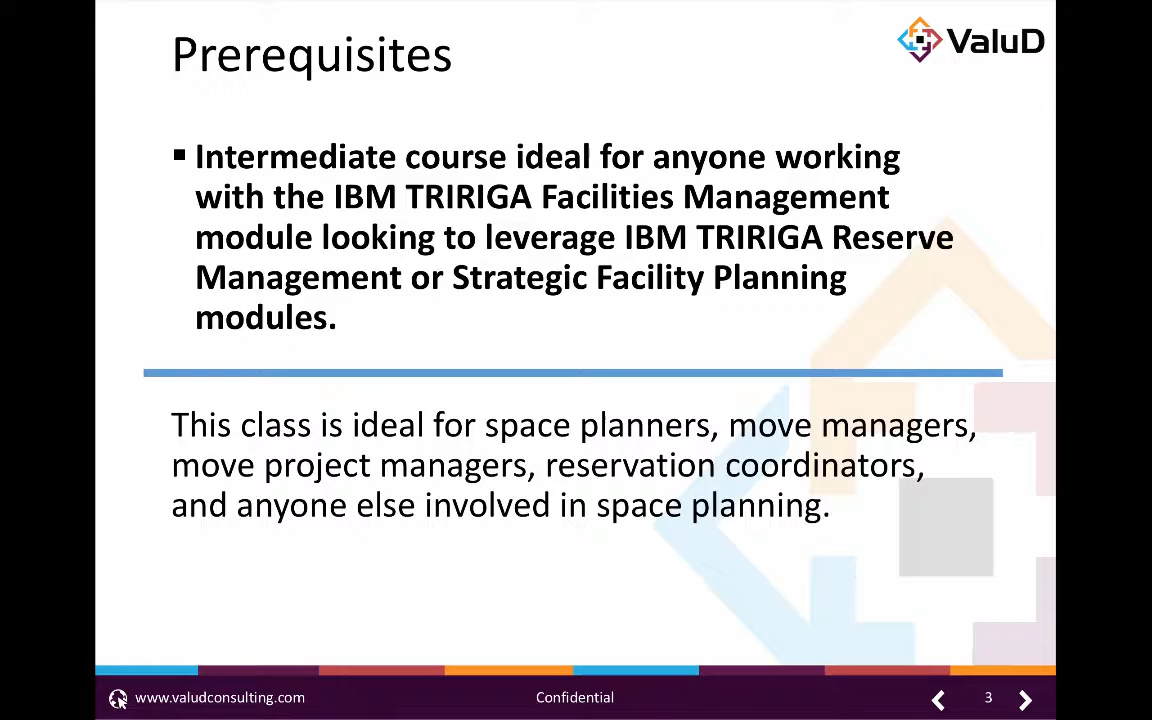 Prerequisites
ValuD
▪ Intermediate course ideal for anyone working
with the IBM TRIRIGA Facilities Management
module looking to leverage IBM TRIRIGA Reserve
Management or Strategic Facility Planning
modules.
This class is ideal for space planners, move managers,
move project managers, reservation coordinators,
and anyone else involved in space planning.
www.valudconsulting.com
Confidential
3